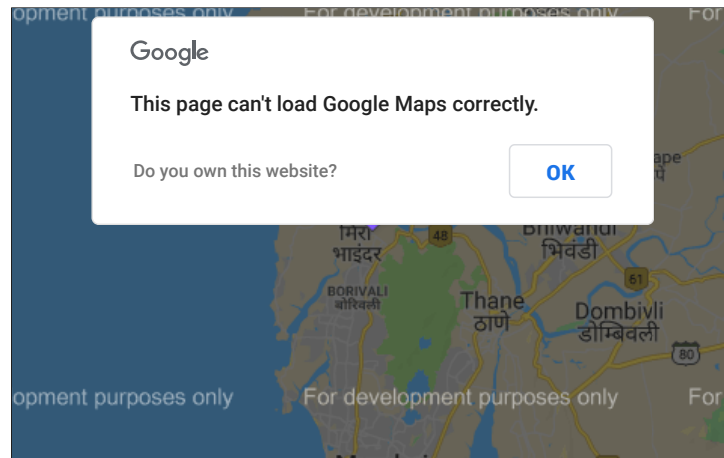 opment purposes only
For development purposes only
For
Google
This page can't load Google Maps correctly.
Do you own this website?
OK
ape
पे
मिरा
भाइंदर
48
Bhiwandi
भिवंडी
61
BORIVALI
बोरिवली
Thane
ठाणे
Dombivli
डोम्बिवली
80
opment purposes only
For development purposes only
For